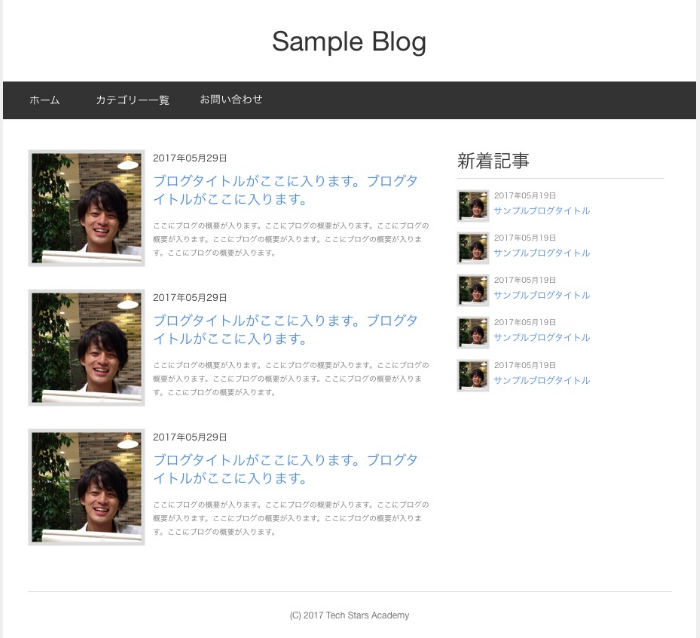 Sample Blog
ホーム カテゴリー一覧 お問い合わせ
2017年05月29日
ブログタイトルがここに入ります。ブログタ
イトルがここに入ります。
ここにブログの概要が入ります。ここにブログの概要が入ります。ここにブログの
概要が入ります。ここにブログの概要が入ります。ここにブログの概要が入りま
す。ここにブログの概要が入ります。
2017年05月29日
ブログタイトルがここに入ります。ブログタ
イトルがここに入ります。
ここにブログの概要が入ります。ここにブログの概要が入ります。ここにブログの
概要が入ります。ここにブログの概要が入ります。ここにブログの概要が入りま
す。ここにブログの概要が入ります。
2017年05月29日
ブログタイトルがここに入ります。ブログタ
イトルがここに入ります。
ここにブログの概要が入ります。ここにブログの概要が入ります。ここにブログの
概要が入ります。ここにブログの概要が入ります。ここにブログの概要が入りま
す。ここにブログの概要が入ります。
新着記事
2017年05月19日
サンプルブログタイトル
2017年05月19日
サンプルブログタイトル
2017年05月19日
サンプルブログタイトル
2017年05月19日
サンプルブログタイトル
2017年05月19日
サンプルブログタイトル
(C) 2017 Tech Stars Academy